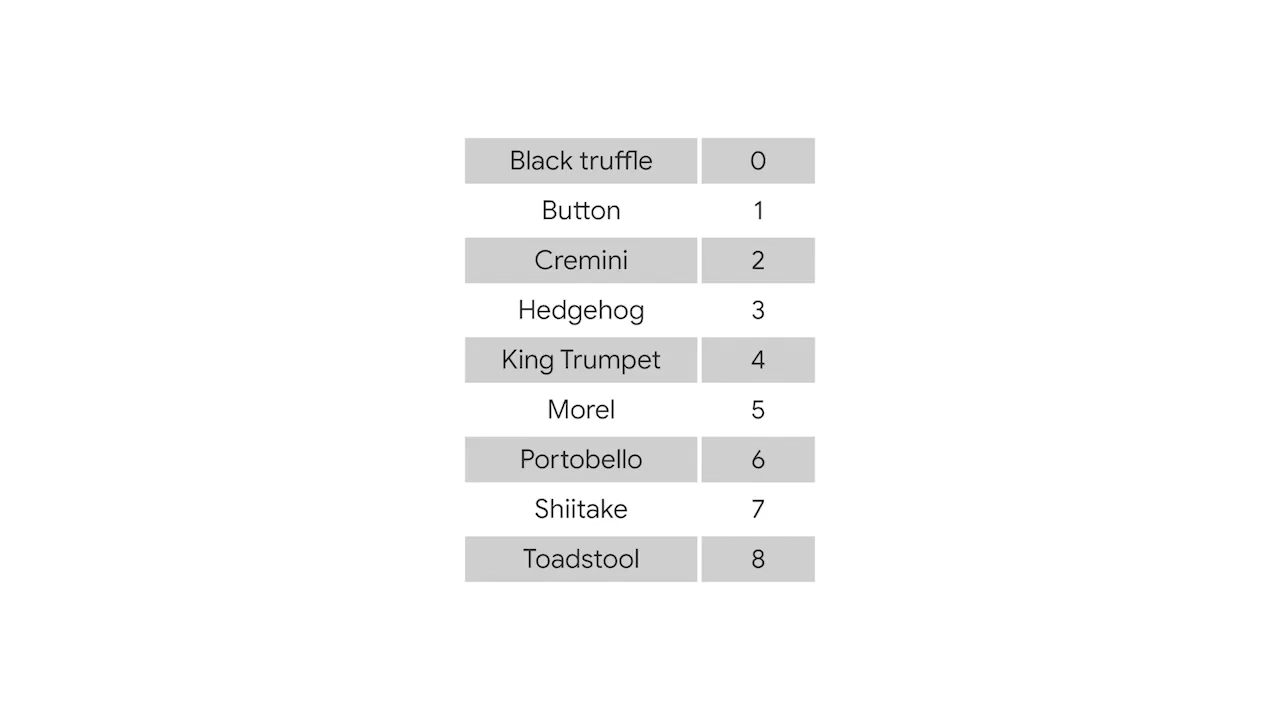 Black truffle 0
Button 1
Cremini 2
Hedgehog 3
King Trumpet 4
Morel 5
Portobello 6
Shiitake 7
Toadstool 8